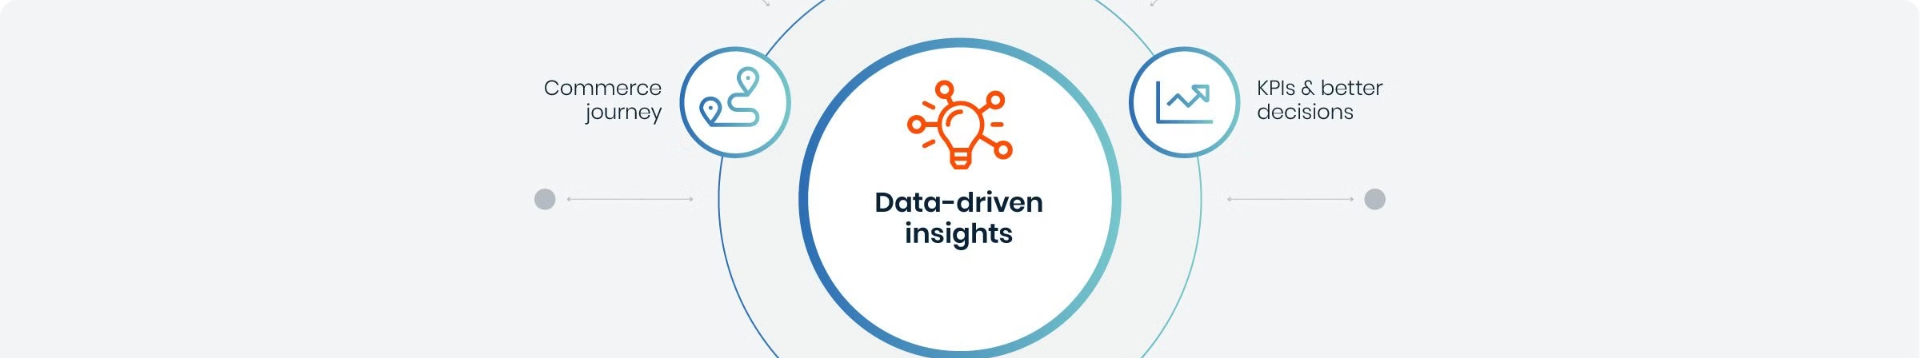 Commerce
journey
Data-driven
insights
KPIs & better
decisions